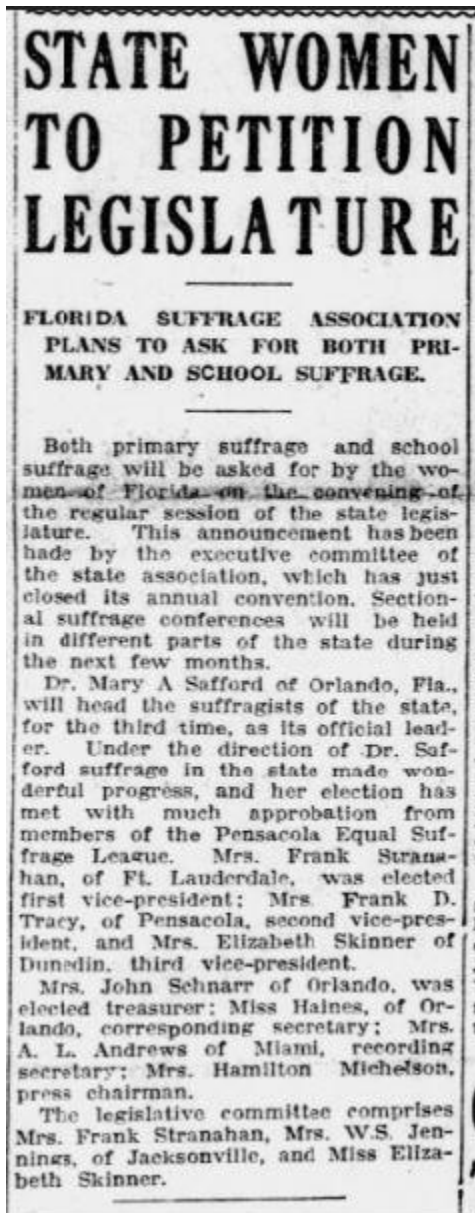 STATE WOMEN
TO PETITION
LEGISLATURE
FLORIDA SUFFRAGE ASSOCIATION
PLANS TO ASK FOR BOTH PRI-
MARY AND SCHOOL SUFFRAGE.
Both primary suffrage and school
suffrage will be asked for by the wo-
men of Florida on the convening of
the regular session of the state legis-
lature. This announcement has been
hade by the executive committee of
the state association, which has just
closed its annual convention. Section-
al suffrage conferences will be held
in different parts of the state during
the next few months.
Dr. Mary A Safford of Orlando, Fla.,
will head the suffragists of the state,
for the third time, as its official lead-
er. Under the direction of Dr. Saf-
ford suffrage in the state made won-
derful progress, and her election has
met with much approbation from
members of the Pensacola Equal Suf-
frage League. Mrs. Frank Strana-
han, of Ft. Lauderdale, was elected
first vice-president; Mrs. Frank D.
Tracy, of Pensacola, second vice-pres-
ident, and Mrs. Elizabeth Skinner of
Dunedin, third vice-president.
Mrs. John Schnarr of Orlando, was
elected treasurer; Miss Haines, of Or-
lando, corresponding secretary; Mrs.
A. L. Andrews of Miami, recording
secretary; Mrs. Hamilton Michelson,
press chairman.
The legislative committee comprises
Mrs. Frank Stranahan, Mrs. W.S. Jen-
nings, of Jacksonville, and Miss Eliza-
beth Skinner.